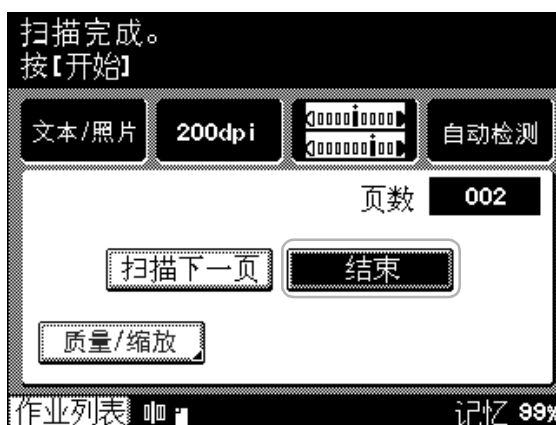 扫描完成。
按[开始]
文本/照片 200dpi 自动检测
页数 002
扫描下一页 结束
质量/缩放
作业列表 记忆 99%